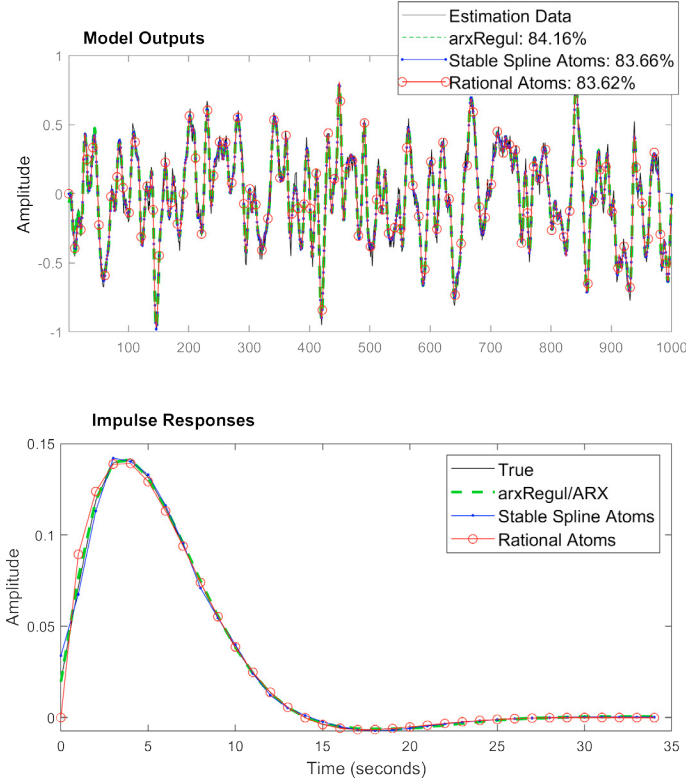 Model Outputs
Estimation Data
arxRegul: 84.16%
Stable Spline Atoms: 83.66%
Rational Atoms: 83.62%
Amplitude
1
0.5
0
-0.5
-1
100 200 300 400 500 600 700 800 900 1000
Impulse Responses
True
arxRegul/ARX
Stable Spline Atoms
Rational Atoms
Amplitude
0.15
0.1
0.05
0
0 5 10 15 20 25 30 35
Time (seconds)